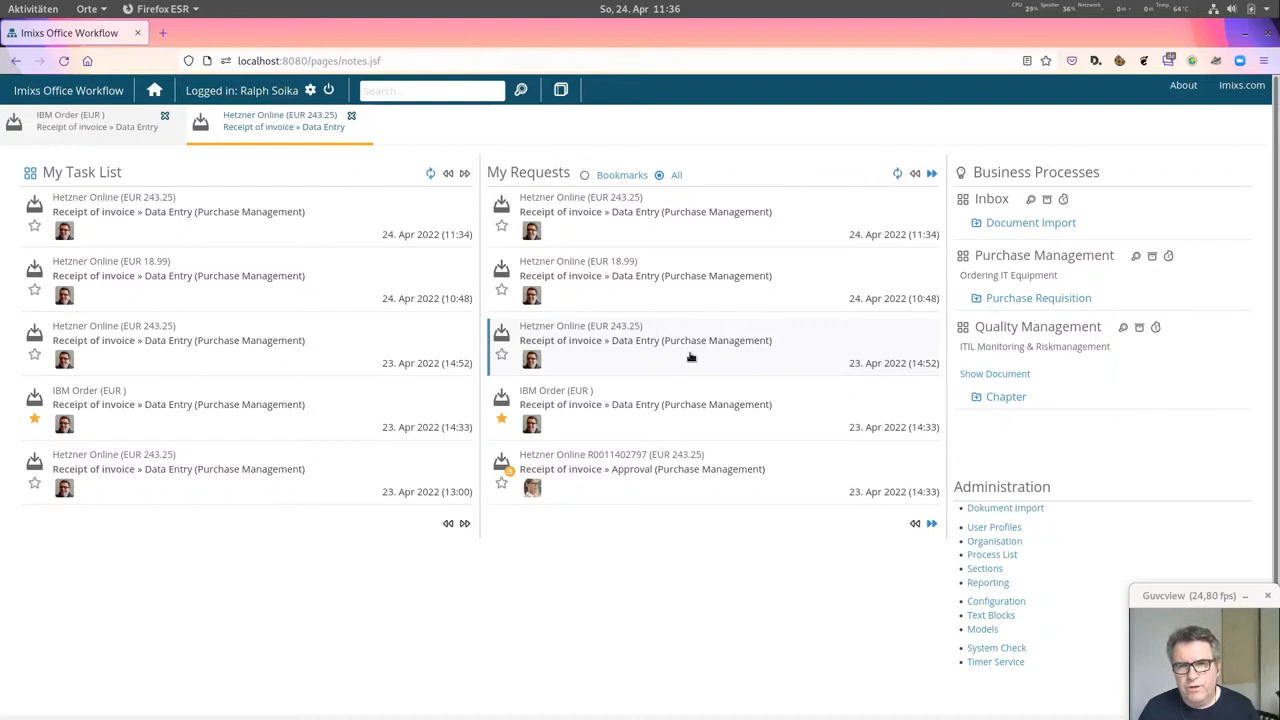 Aktivitäten Orte Firefox ESR So, 24. Apr 11:36 CPU 29% Speicher 36% Netzwerk Temp. 64°C
Imixs Office Workflow
localhost:8080/pages/notes.jsf
Imixs Office Workflow Logged in: Ralph Soika Search... About Imixs.com
IBM Order (EUR )
Receipt of invoice » Data Entry
Hetzner Online (EUR 243.25)
Receipt of invoice » Data Entry
My Task List
Hetzner Online (EUR 243.25)
Receipt of invoice » Data Entry (Purchase Management)
24. Apr 2022 (11:34)
Hetzner Online (EUR 18.99)
Receipt of invoice » Data Entry (Purchase Management)
24. Apr 2022 (10:48)
Hetzner Online (EUR 243.25)
Receipt of invoice » Data Entry (Purchase Management)
23. Apr 2022 (14:52)
IBM Order (EUR )
Receipt of invoice » Data Entry (Purchase Management)
23. Apr 2022 (14:33)
Hetzner Online (EUR 243.25)
Receipt of invoice » Data Entry (Purchase Management)
23. Apr 2022 (13:00)
My Requests Bookmarks All
Hetzner Online (EUR 243.25)
Receipt of invoice » Data Entry (Purchase Management)
24. Apr 2022 (11:34)
Hetzner Online (EUR 18.99)
Receipt of invoice » Data Entry (Purchase Management)
24. Apr 2022 (10:48)
Hetzner Online (EUR 243.25)
Receipt of invoice » Data Entry (Purchase Management)
23. Apr 2022 (14:52)
IBM Order (EUR )
Receipt of invoice » Data Entry (Purchase Management)
23. Apr 2022 (14:33)
Hetzner Online R0011402797 (EUR 243.25)
Receipt of invoice » Approval (Purchase Management)
23. Apr 2022 (14:33)
Business Processes
Inbox
Document Import
Purchase Management
Ordering IT Equipment
Purchase Requisition
Quality Management
ITIL Monitoring & Riskmanagement
Show Document
Chapter
Administration
Dokument Import
User Profiles
Organisation
Process List
Sections
Reporting
Configuration
Text Blocks
Models
System Check
Timer Service
Guvcview (24,80 fps)